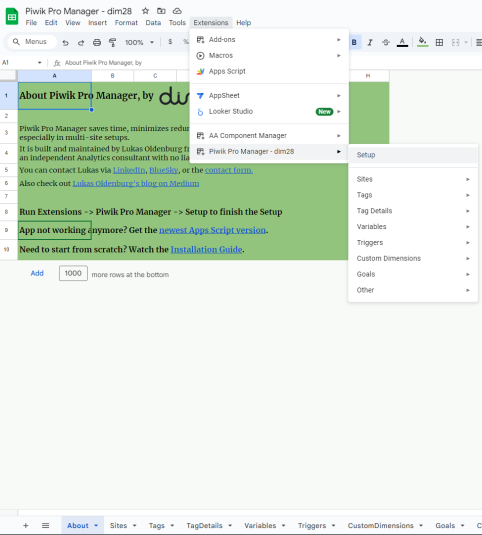 Piwik Pro Manager - dim28
File Edit View Insert Format Data Tools Extensions Help
Menus 100% $ % B I A
A1 fx About Piwik Pro Manager, by
A B C H
1 About Piwik Pro Manager, by
2
3 Piwik Pro Manager saves time, minimizes redun
especially in multi-site setups.
4 It is built and maintained by Lukas Oldenburg fr
an independent Analytics consultant with no lia
5 You can contact Lukas via LinkedIn, BlueSky, or the contact form.
6 Also check out Lukas Oldenburg's blog on Medium
7
8 Run Extensions -> Piwik Pro Manager -> Setup to finish the Setup
9 App not working anymore? Get the newest Apps Script version.
10 Need to start from scratch? Watch the Installation Guide.
Add 1000 more rows at the bottom
Add-ons
Macros
Apps Script
AppSheet
Looker Studio New
AA Component Manager
Piwik Pro Manager - dim28
Setup
Sites
Tags
Tag Details
Variables
Triggers
Custom Dimensions
Goals
Other
About Sites Tags TagDetails Variables Triggers CustomDimensions Goals C